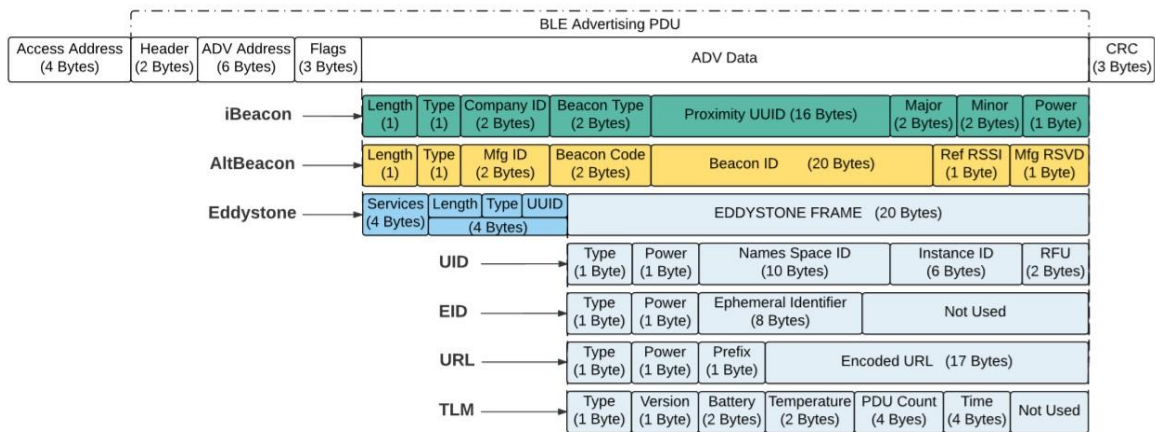 BLE Advertising PDU
Access Address Header ADV Address Flags ADV Data CRC
(4 Bytes) (2 Bytes) (6 Bytes) (3 Bytes) (3 Bytes)
iBeacon Length Type Company ID Beacon Type Proximity UUID (16 Bytes) Major Minor Power
(1) (1) (2 Bytes) (2 Bytes) (2 Bytes) (2 Bytes) (1 Byte)
AltBeacon Length Type Mfg ID Beacon Code Beacon ID (20 Bytes) Ref RSSI Mfg RSVD
(1) (1) (2 Bytes) (2 Bytes) (1 Byte) (1 Byte)
Eddystone Services Length Type UUID EDDYSTONE FRAME (20 Bytes)
(4 Bytes) (4 Bytes)
UID Type Power Names Space ID Instance ID RFU
(1 Byte) (1 Byte) (10 Bytes) (6 Bytes) (2 Bytes)
EID Type Power Ephemeral Identifier Not Used
(1 Byte) (1 Byte) (8 Bytes)
URL Type Power Prefix Encoded URL (17 Bytes)
(1 Byte) (1 Byte) (1 Byte)
TLM Type Version Battery Temperature PDU Count Time Not Used
(1 Byte) (1 Byte) (2 Bytes) (2 Bytes) (4 Byes) (4 Bytes)